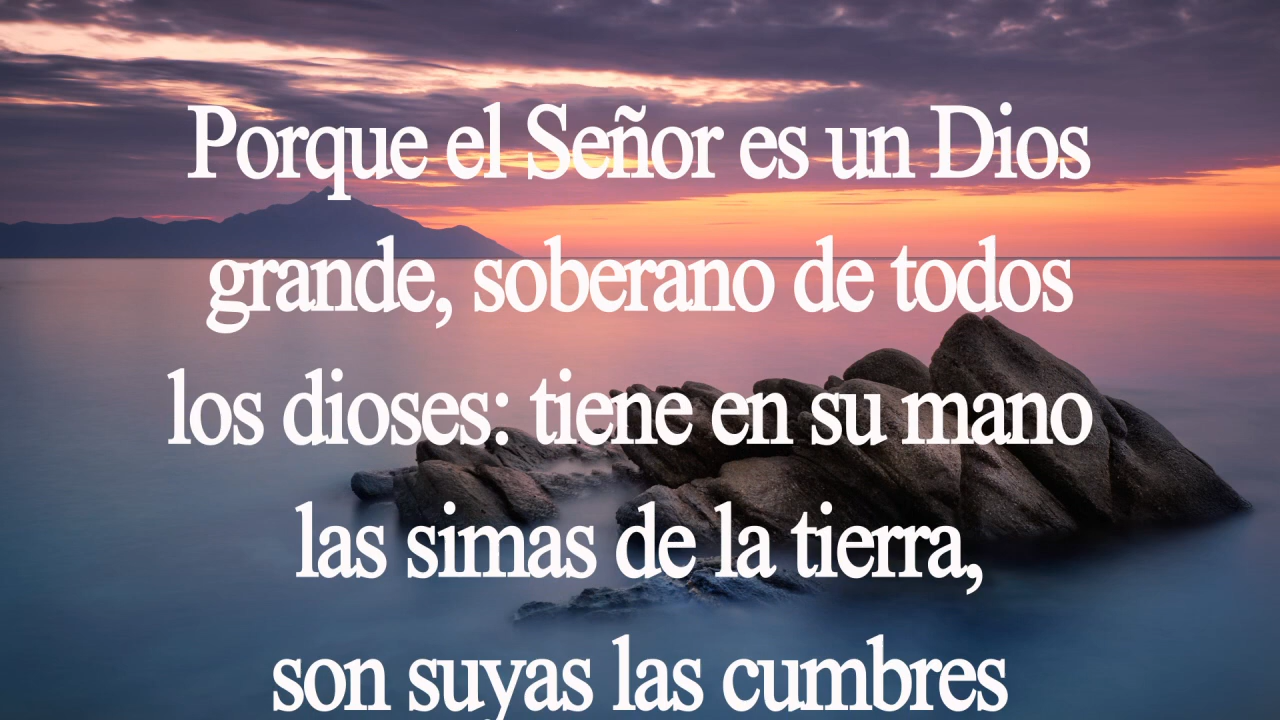 Porque el Señor es un Dios
grande, soberano de todos
los dioses: tiene en su mano
las simas de la tierra,
son suyas las cumbres